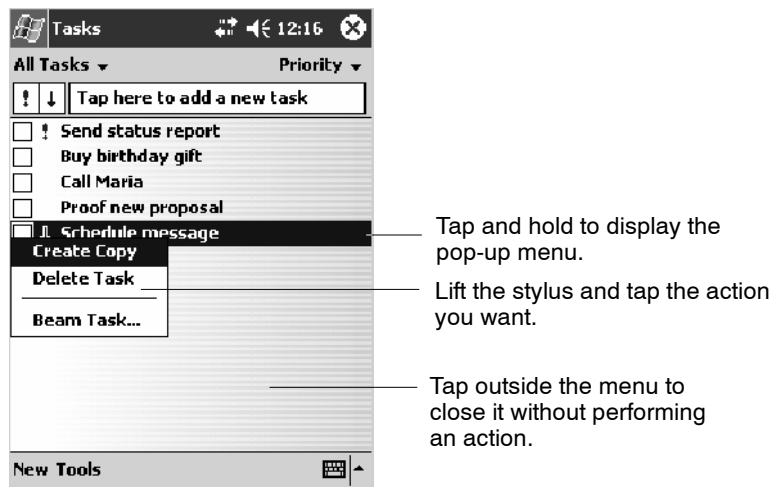 Tasks 12:16
All Tasks Priority
! ↓ Tap here to add a new task
! Send status report
Buy birthday gift
Call Maria
Proof new proposal
Schedule message
Create Copy
Delete Task
Beam Task...
New Tools
Tap and hold to display the
pop-up menu.
Lift the stylus and tap the action
you want.
Tap outside the menu to
close it without performing
an action.